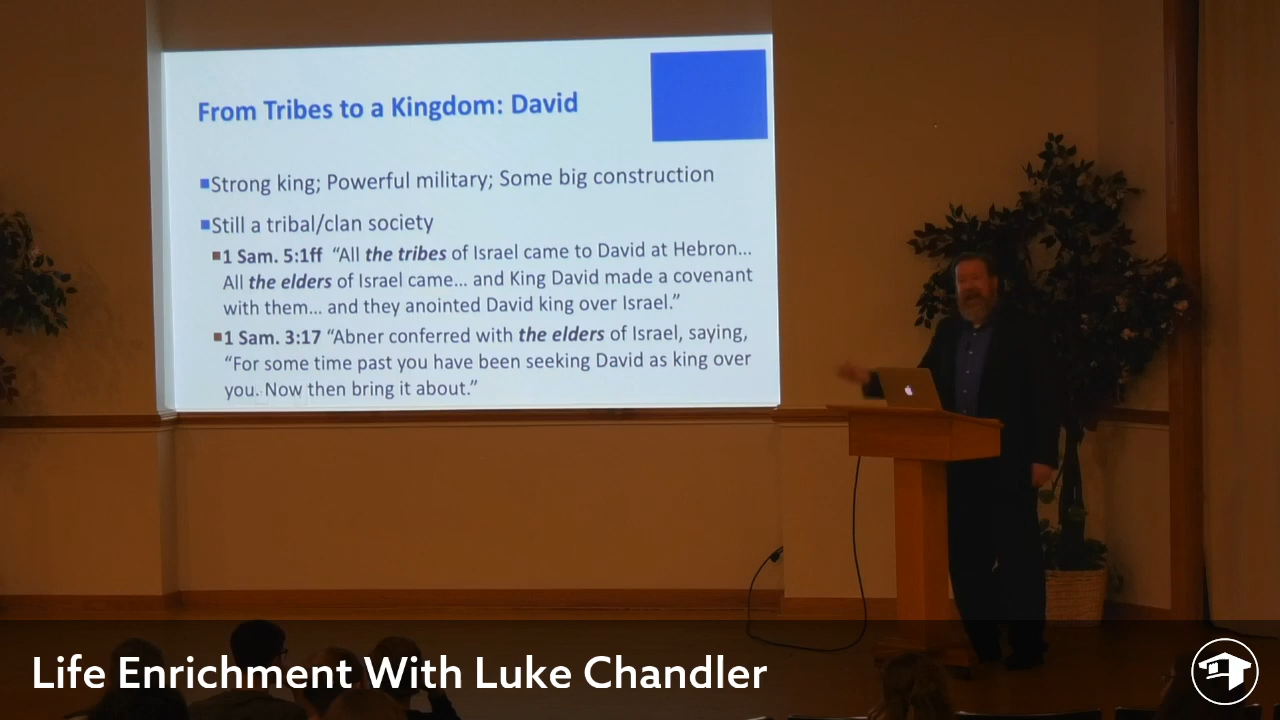 From Tribes to a Kingdom: David
Strong king; Powerful military; Some big construction
Still a tribal/clan society
1 Sam. 5:1ff “All the tribes of Israel came to David at Hebron...
All the elders of Israel came... and King David made a covenant
with them... and they anointed David king over Israel.”
1 Sam. 3:17 “Abner conferred with the elders of Israel, saying,
“For some time past you have been seeking David as king over
you. Now then bring it about.”
Life Enrichment With Luke Chandler